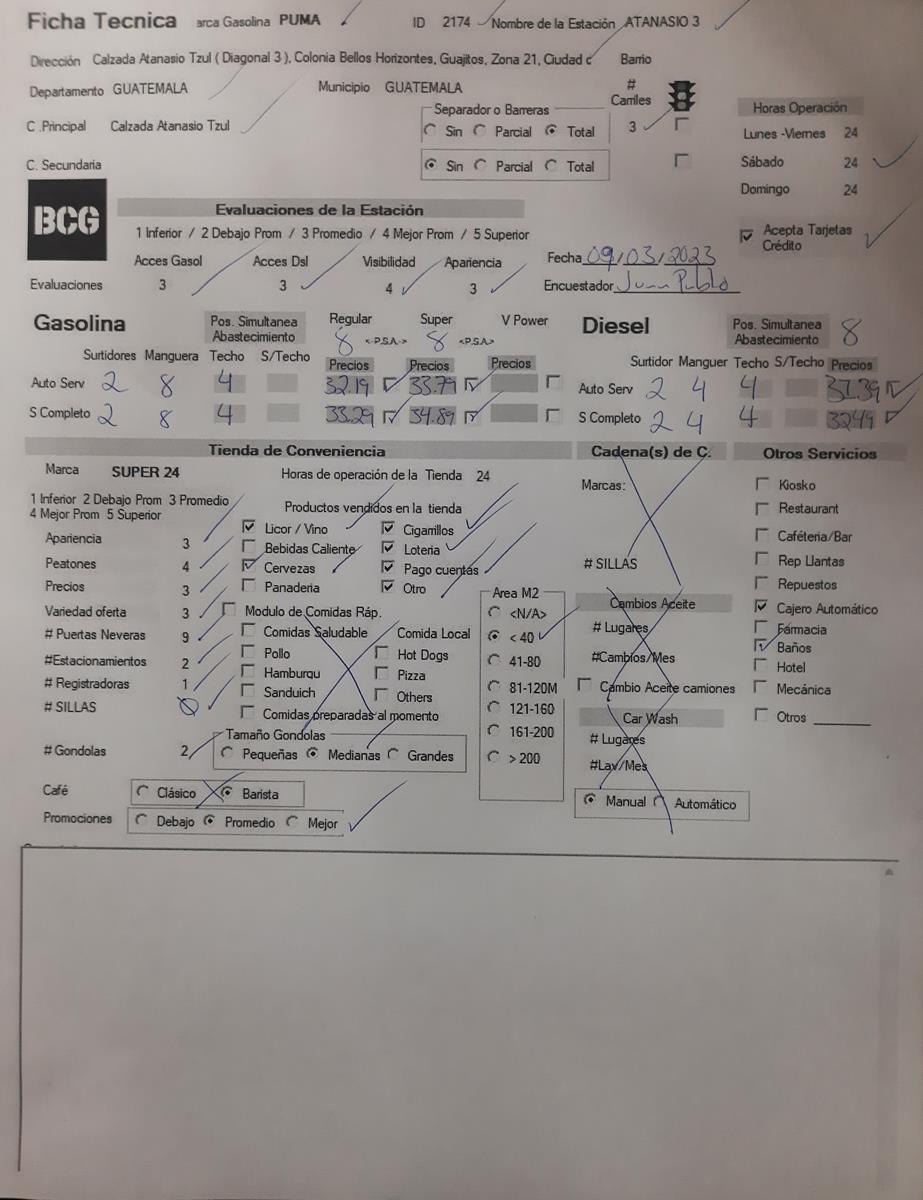 Ficha Tecnica arca Gasolina PUMA ID 2174 Nombre de la Estación ATANASIO 3
Dirección Calzada Atanasio Tzul ( Diagonal 3 ), Colonia Bellos Horizontes, Guajitos, Zona 21, Ciudad c Barrio
Departamento GUATEMALA Municipio GUATEMALA # Carriles
Separador o Barreras Horas Operación
C .Principal Calzada Atanasio Tzul Sin Parcial Total 3 Lunes -Viernes 24
C. Secundaria Sin Parcial Total Sábado 24
Domingo 24
BCG
Evaluaciones de la Estación
1 Inferior / 2 Debajo Prom / 3 Promedio / 4 Mejor Prom / 5 Superior
Acepta Tarjetas Crédito
Acces Gasol Acces Dsl Visibilidad Apariencia Fecha 09/03/2023
Evaluaciones 3 3 4 3 Encuestador Juan Pablo
Gasolina Pos. Simultanea Abastecimiento Regular Super V Power Diesel Pos. Simultanea Abastecimiento 8
8 <-P.S.A-> 8 <P.S.A>
Surtidores Manguera Techo S/Techo Precios Precios Precios Surtidor Manguer Techo S/Techo Precios
Auto Serv 2 8 4 32.19 33.79 Auto Serv 2 4 4 31.39
S Completo 2 8 4 33.29 34.89 S Completo 2 4 4 32.49
Tienda de Conveniencia Cadena(s) de C. Otros Servicios
Marca SUPER 24 Horas de operación de la Tienda 24 Marcas: Kiosko
1 Inferior 2 Debajo Prom 3 Promedio
4 Mejor Prom 5 Superior
Productos vendidos en la tienda Restaurant
Apariencia 3 Licor / Vino Cigarrillos Caféteria/Bar
Bebidas Caliente Loteria
Peatones 4 Cervezas Pago cuentas # SILLAS Rep Llantas
Precios 3 Panaderia Otro Area M2 Repuestos
Variedad oferta 3 Modulo de Comidas Ráp. <N/A> Cambios Aceite Cajero Automático
# Puertas Neveras 9 Comidas Saludable Comida Local < 40 # Lugares Fármacia
Baños
#Estacionamientos 2 Pollo Hot Dogs 41-80 #Cambios/Mes Hotel
# Registradoras 1 Hamburqu Pizza 81-120M Cambio Aceite camiones Mecánica
# SILLAS 0 Sanduich Others 121-160
Comidas preparadas al momento Car Wash Otros
Tamaño Gondolas 161-200 # Lugares
# Gondolas 2 Pequeñas Medianas Grandes > 200 #Lav/Mes
Café Clásico Barista Manual Automático
Promociones Debajo Promedio Mejor